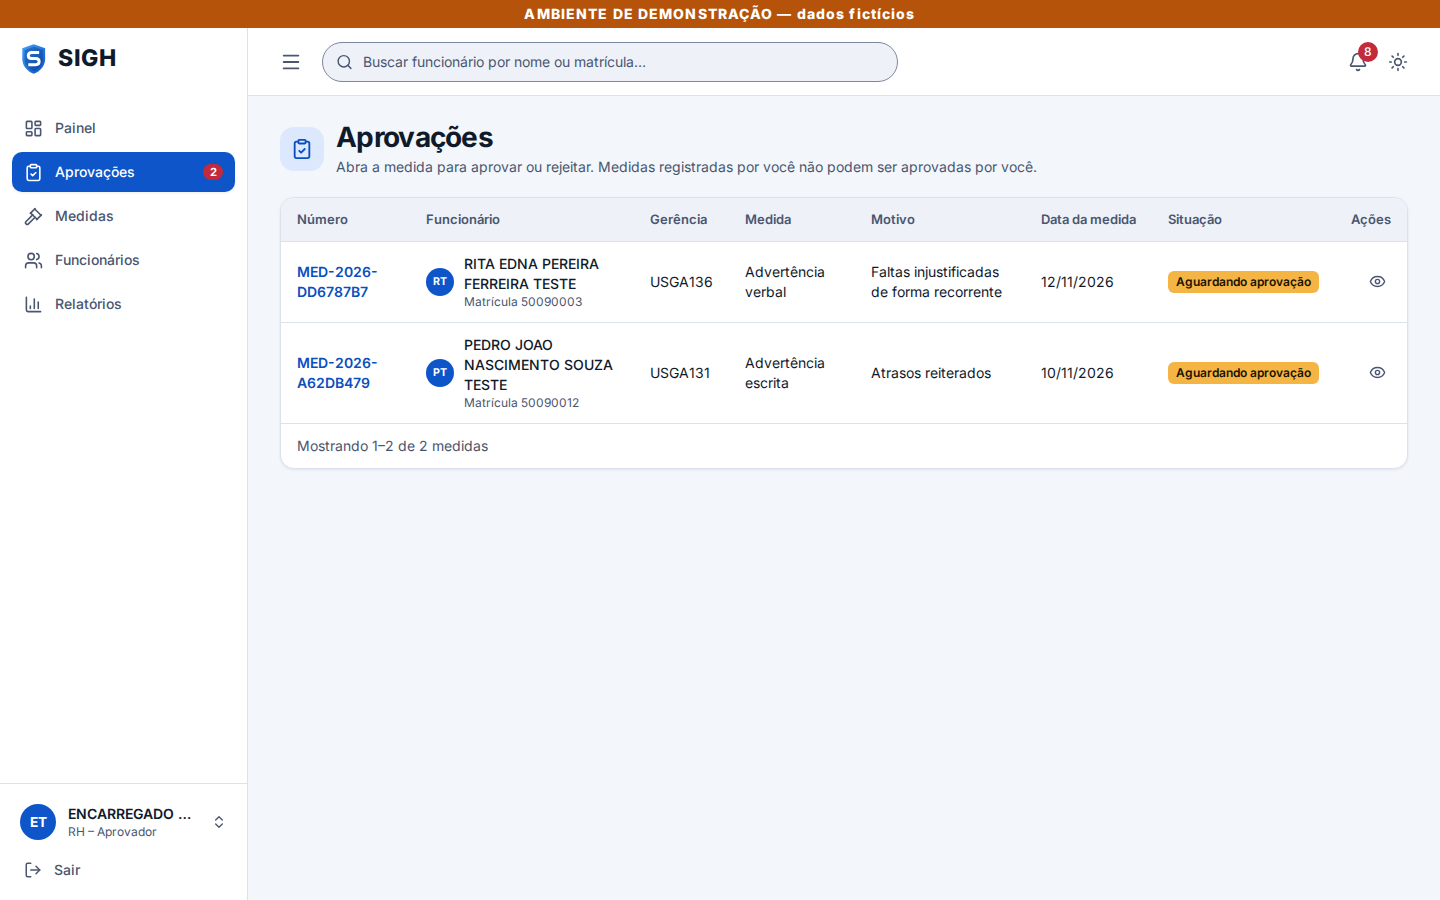 AMBIENTE DE DEMONSTRAÇÃO — dados fictícios
SIGH
Buscar funcionário por nome ou matrícula...
8
Painel
Aprovações 2
Medidas
Funcionários
Relatórios
Aprovações
Abra a medida para aprovar ou rejeitar. Medidas registradas por você não podem ser aprovadas por você.
Número Funcionário Gerência Medida Motivo Data da medida Situação Ações
MED-2026-
DD6787B7
RT
RITA EDNA PEREIRA
FERREIRA TESTE
Matrícula 50090003
USGA136
Advertência
verbal
Faltas injustificadas
de forma recorrente
12/11/2026
Aguardando aprovação
MED-2026-
A62DB479
PT
PEDRO JOAO
NASCIMENTO SOUZA
TESTE
Matrícula 50090012
USGA131
Advertência
escrita
Atrasos reiterados
10/11/2026
Aguardando aprovação
Mostrando 1–2 de 2 medidas
ET
ENCARREGADO ...
RH – Aprovador
Sair